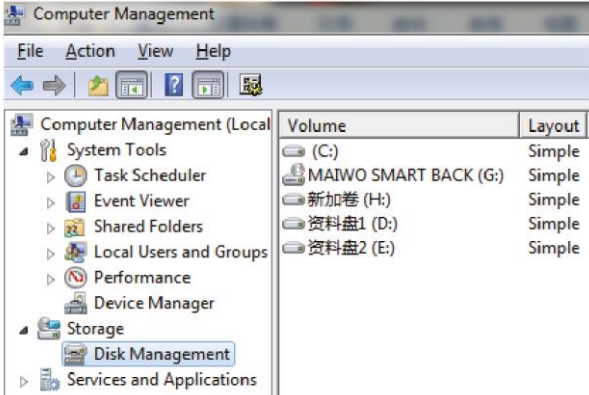 Computer Management
File Action View Help
Computer Management (Local
System Tools
Task Scheduler
Event Viewer
Shared Folders
Local Users and Groups
Performance
Device Manager
Storage
Disk Management
Services and Applications
Volume Layout
(C:) Simple
MAIWO SMART BACK (G:) Simple
新加卷 (H:) Simple
资料盘1 (D:) Simple
资料盘2 (E:) Simple